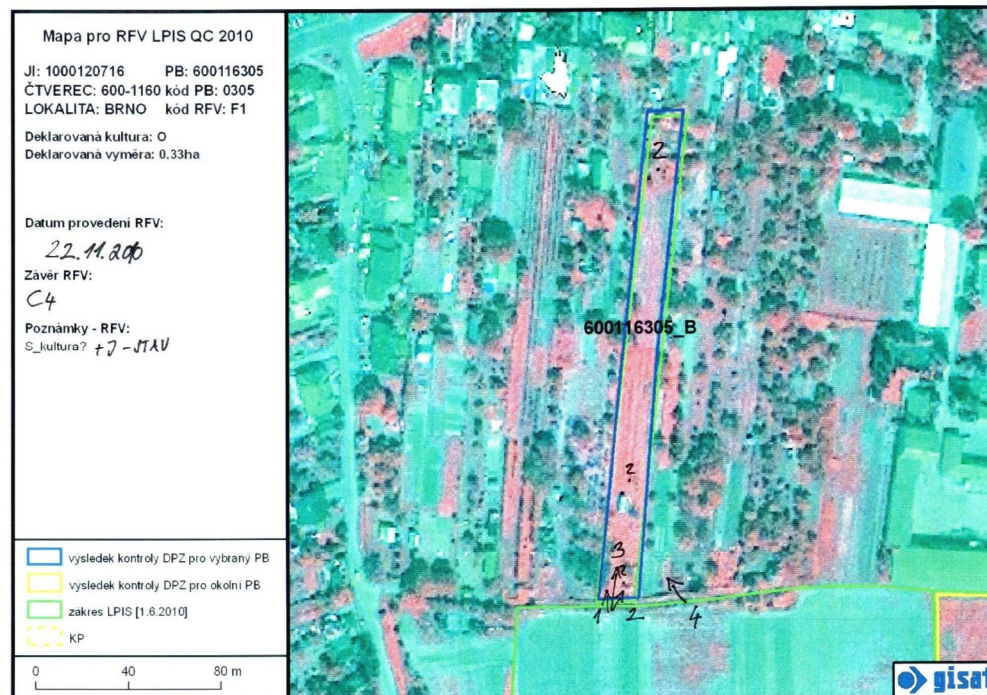 Mapa pro RFV LPIS QC 2010
JI: 1000120716 PB: 600116305
ČTVEREC: 600-1160 kód PB: 0305
LOKALITA: BRNO kód RFV: F1
Deklarovaná kultura: O
Deklarovaná výměra: 0.33ha
Datum provedení RFV:
22.11.2010
Závěr RFV:
C4
Poznámky - RFV:
S_kultura? + J-STAV
výsledek kontroly DPZ pro vybraný PB
výsledek kontroly DPZ pro okolní PB
zákres LPIS [1.6.2010]
KP
0 40 80 m
2
600116305_B
2
3
1 2 4
gisat